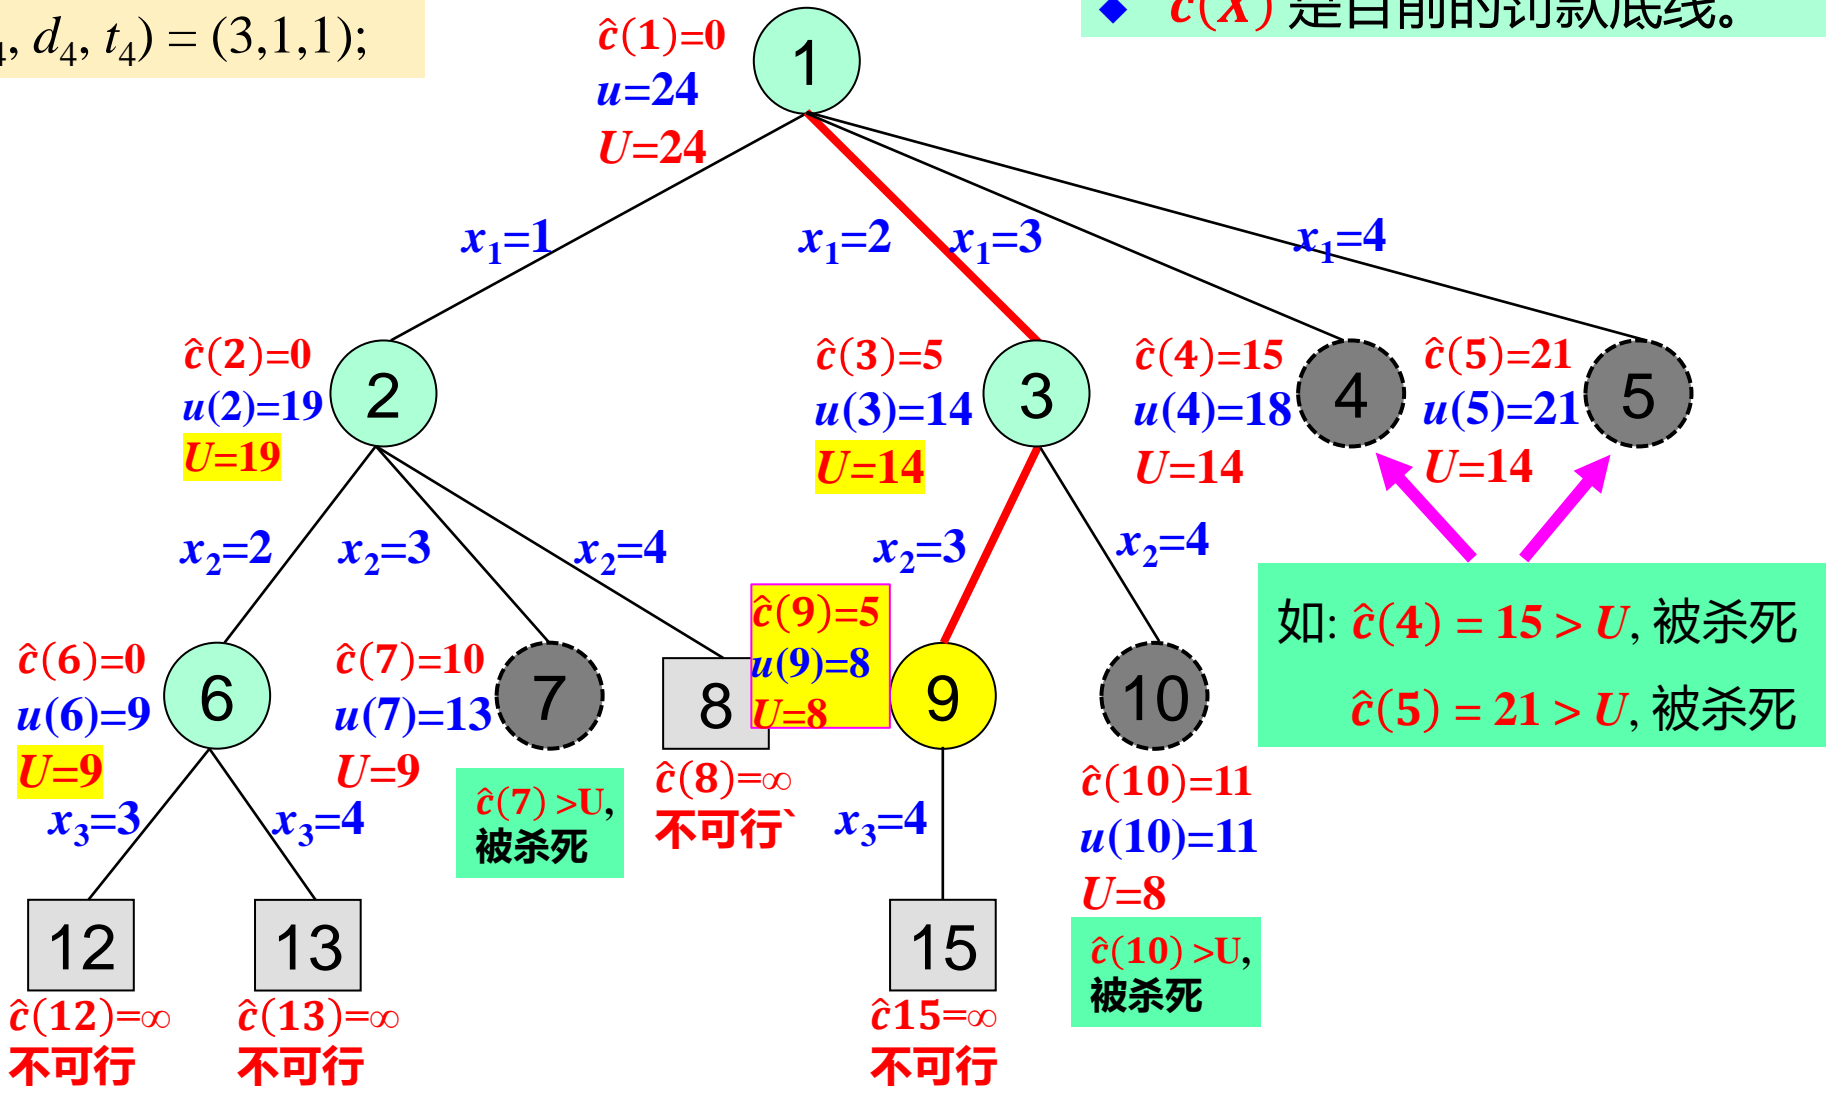 ₄, d₄, t₄) = (3,1,1);
◆ ĉ(X) 是目前的罚款底线。
ĉ(1)=0
u=24
U=24
1
x₁=1
x₁=2
x₁=3
x₁=4
ĉ(2)=0
u(2)=19
U=19
2
ĉ(3)=5
u(3)=14
U=14
3
ĉ(4)=15
u(4)=18
U=14
4
ĉ(5)=21
u(5)=21
U=14
5
x₂=2
x₂=3
x₂=4
x₂=3
x₂=4
如: ĉ(4) = 15 > U, 被杀死
ĉ(5) = 21 > U, 被杀死
ĉ(6)=0
u(6)=9
U=9
6
ĉ(7)=10
u(7)=13
U=9
7
ĉ(7) >U,
被杀死
8
ĉ(8)=∞
不可行`
ĉ(9)=5
u(9)=8
U=8
9
10
ĉ(10)=11
u(10)=11
U=8
ĉ(10) >U,
被杀死
x₃=3
x₃=4
x₃=4
12
ĉ(12)=∞
不可行
13
ĉ(13)=∞
不可行
15
ĉ15=∞
不可行